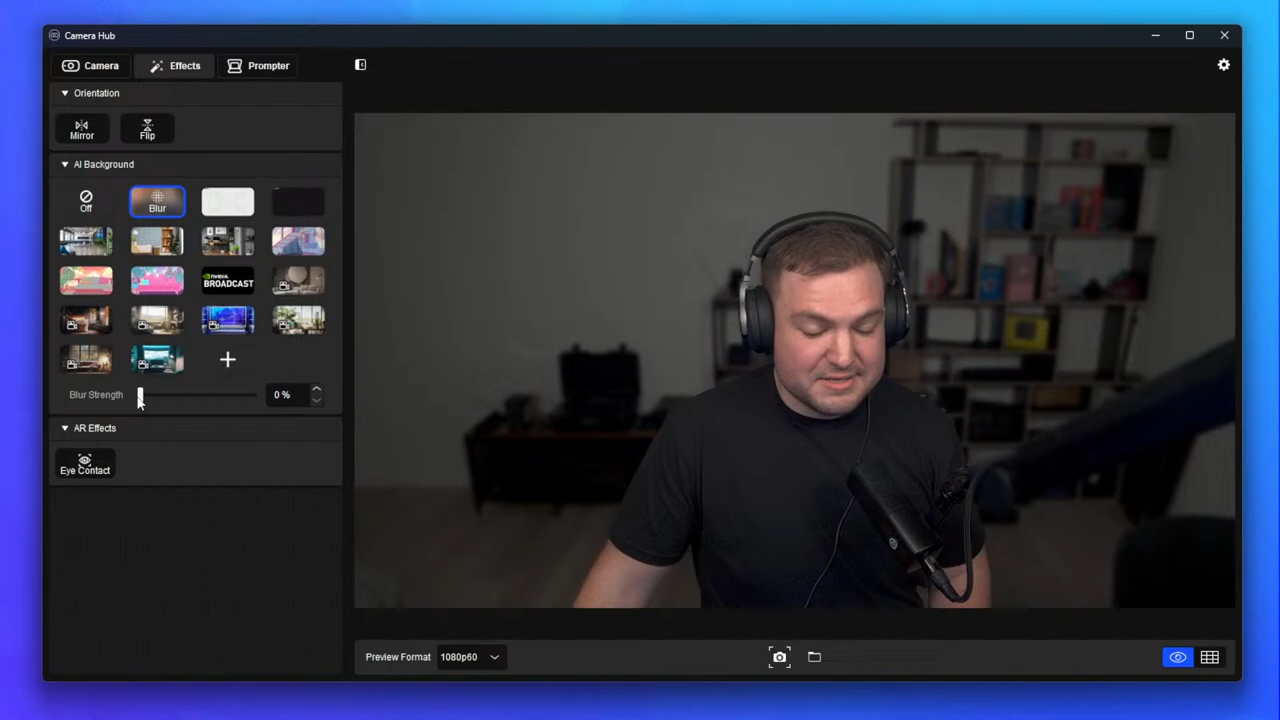 Camera Hub
Camera
Effects
Prompter
Orientation
Mirror
Flip
AI Background
Off
Blur
NVIDIA
BROADCAST
Blur Strength
0 %
AR Effects
Eye Contact
Preview Format
1080p60